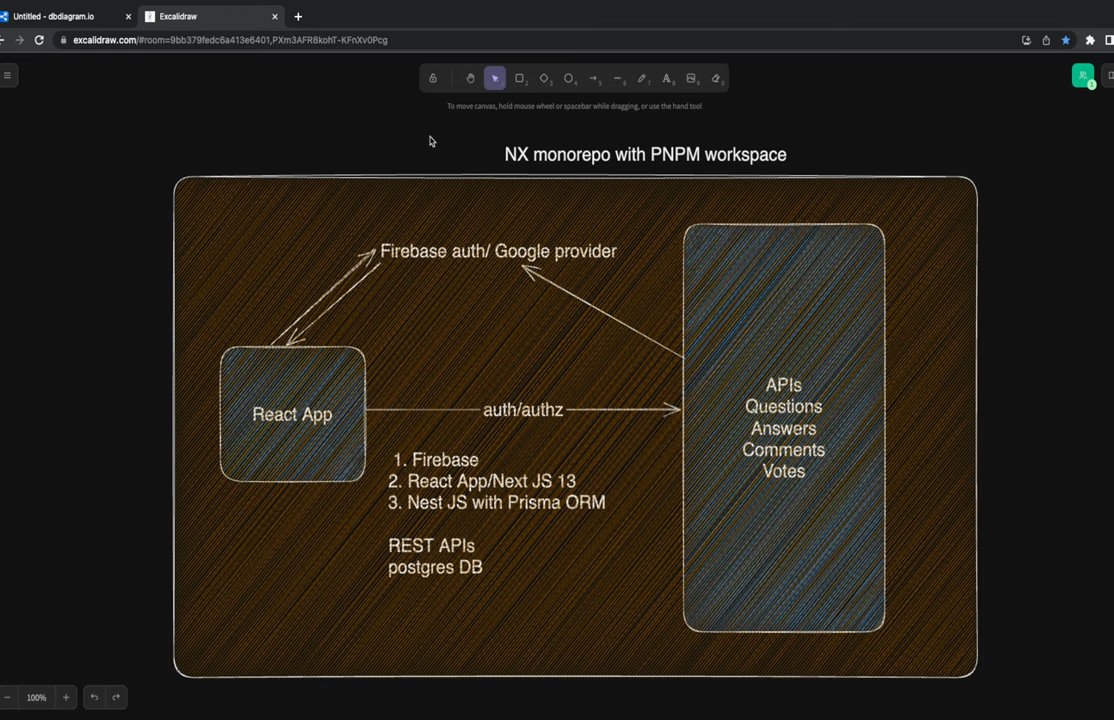 Untitled - dbdiagram.io
Excalidraw
excalidraw.com/#room=9bb379fedc6a413e6401,PXm3AFR8kohT-KFnXv0Pcg
To move canvas, hold mouse wheel or spacebar while dragging, or use the hand tool
NX monorepo with PNPM workspace
Firebase auth/ Google provider
React App
auth/authz
APIs
Questions
Answers
Comments
Votes
1. Firebase
2. React App/Next JS 13
3. Nest JS with Prisma ORM
REST APIs
postgres DB
100%